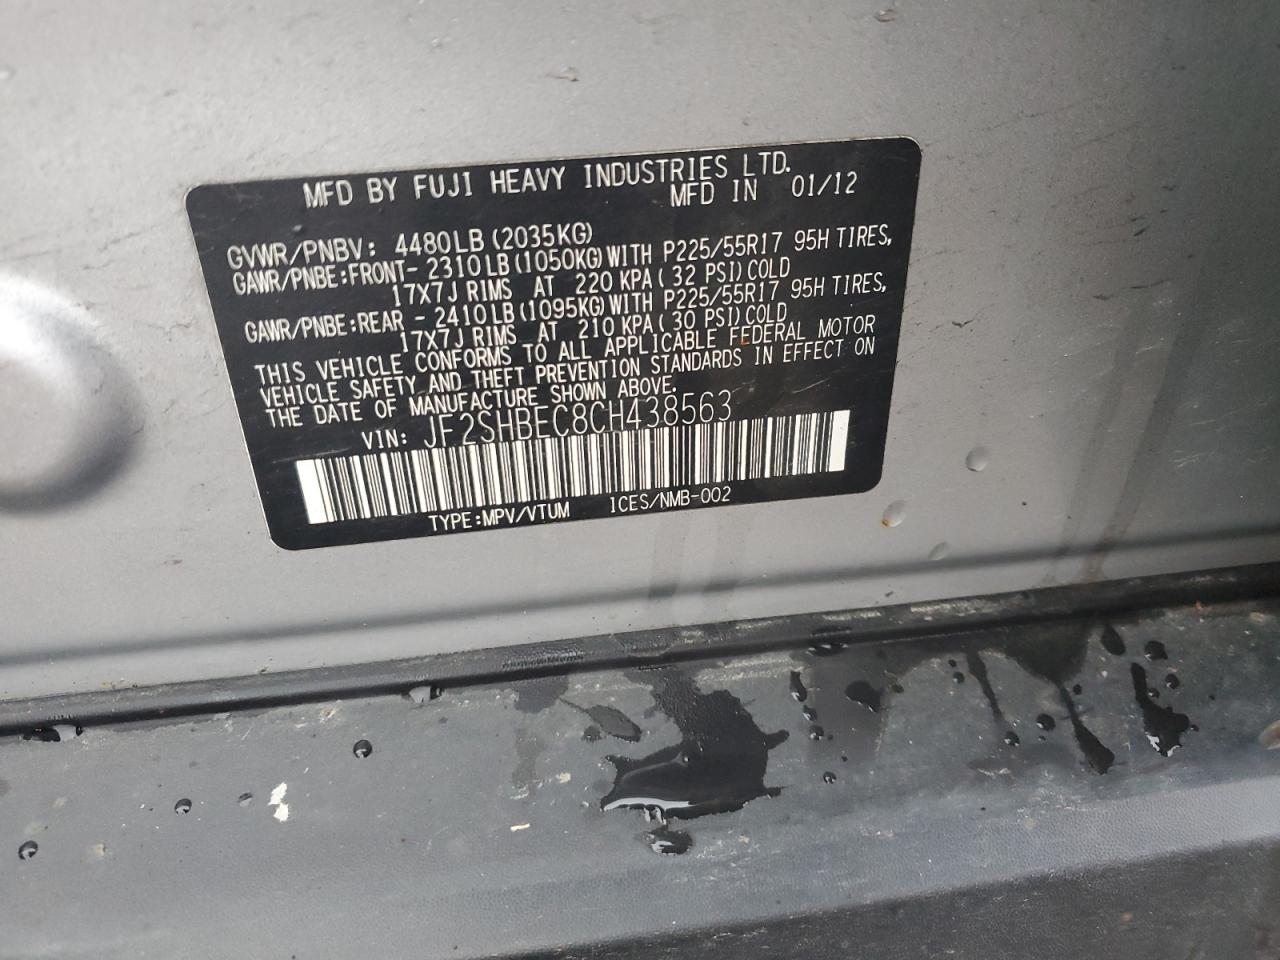 MFD BY FUJI HEAVY INDUSTRIES LTD.
MFD IN 01/12
GVWR/PNBV: 4480LB (2035KG)
GAWR/PNBE:FRONT- 2310LB (1050KG)WITH P225/55R17 95H TIRES,
17X7J RIMS AT 220 KPA (32 PSI) COLD
GAWR/PNBE:REAR - 2410LB (1095KG)WITH P225/55R17 95H TIRES,
17X7J RIMS AT 210 KPA (30 PSI) COLD
THIS VEHICLE CONFORMS TO ALL APPLICABLE FEDERAL MOTOR
VEHICLE SAFETY AND THEFT PREVENTION STANDARDS IN EFFECT ON
THE DATE OF MANUFACTURE SHOWN ABOVE.
VIN: JF2SHBEC8CH438563
TYPE:MPV/VTUM ICES/NMB-002